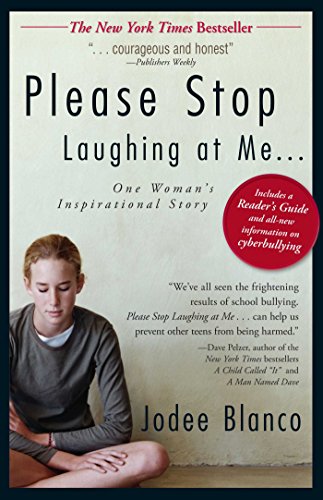 The New York Times Bestseller
“. . . courageous and honest”
—Publishers Weekly
Please Stop
Laughing at Me...
One Woman's
Inspirational Story
Includes a
Reader's Guide
and all-new
information on
cyberbullying
“We've all seen the frightening
results of school bullying.
Please Stop Laughing at Me . . . can help us
prevent other teens from being harmed.”
—Dave Pelzer, author of the
New York Times bestsellers
A Child Called “It” and
A Man Named Dave
Jodee Blanco